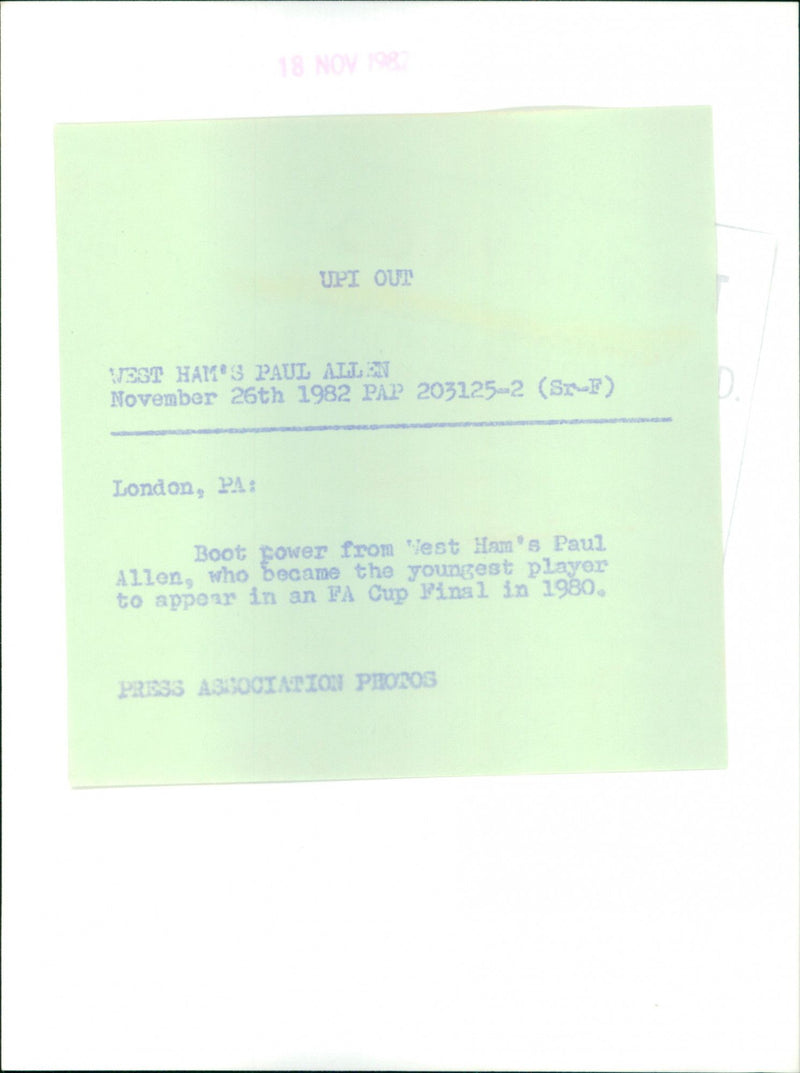 18 NOV 1982
UPI OUT
WEST HAM'S PAUL ALLEN
November 26th 1982 PAP 203125-2 (Sr-F)
London, PA:
Boot power from West Ham's Paul
Allen, who became the youngest player
to appear in an FA Cup Final in 1980.
PRESS ASSOCIATION PHOTOS